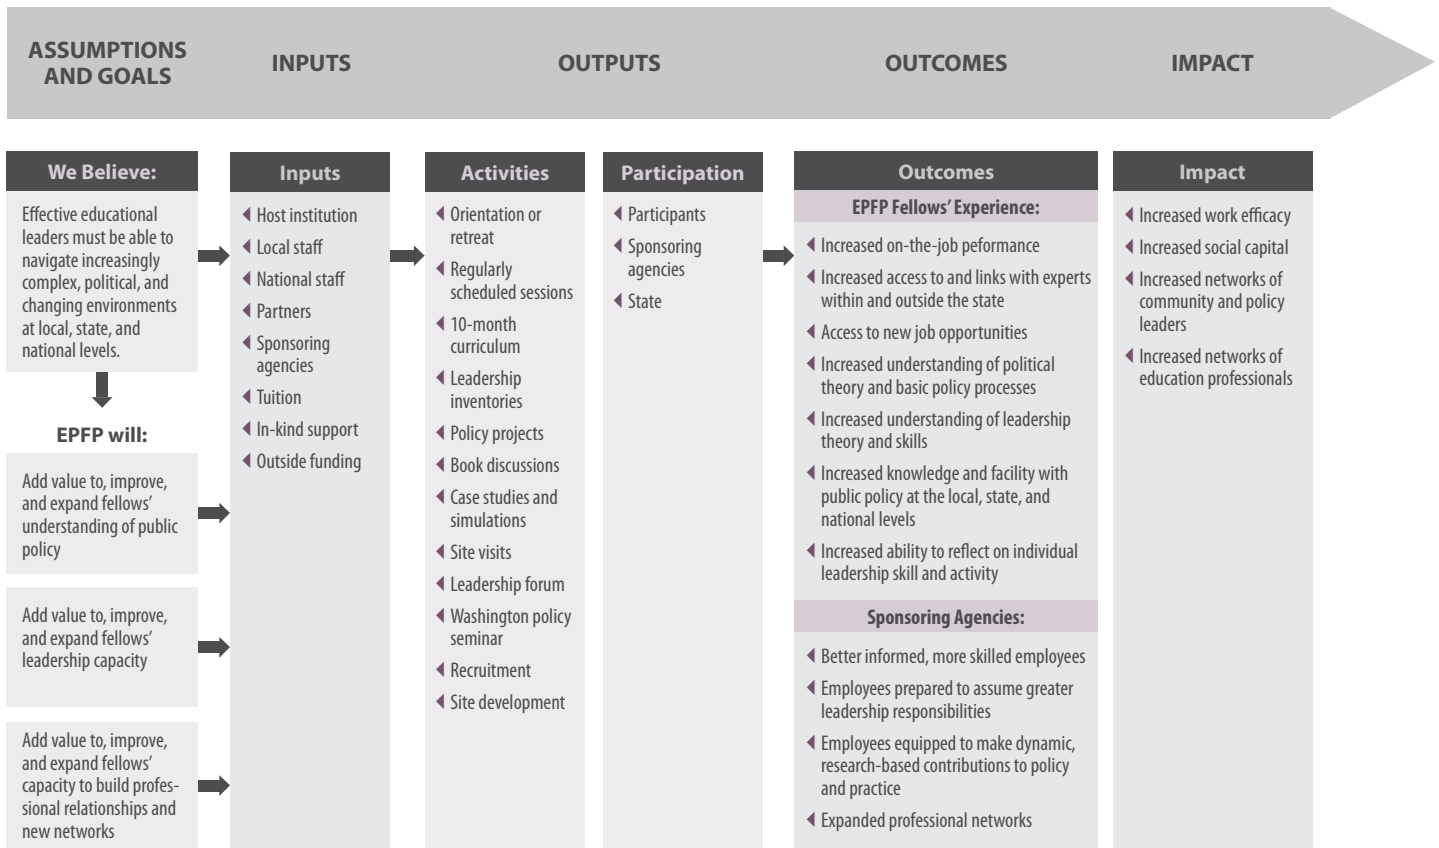 ASSUMPTIONS
AND GOALS
INPUTS
OUTPUTS
OUTCOMES
IMPACT
We Believe:
Effective educational
leaders must be able to
navigate increasingly
complex, political, and
changing environments
at local, state, and
national levels.
EPFP will:
Add value to, improve,
and expand fellows’
understanding of public
policy
Add value to, improve,
and expand fellows’
leadership capacity
Add value to, improve,
and expand fellows’
capacity to build profes-
sional relationships and
new networks
Inputs
Host institution
Local staff
National staff
Partners
Sponsoring
agencies
Tuition
In-kind support
Outside funding
Activities
Orientation or
retreat
Regularly
scheduled sessions
10-month
curriculum
Leadership
inventories
Policy projects
Book discussions
Case studies and
simulations
Site visits
Leadership forum
Washington policy
seminar
Recruitment
Site development
Participation
Participants
Sponsoring
agencies
State
Outcomes
EPFP Fellows’ Experience:
Increased on-the-job peformance
Increased access to and links with experts
within and outside the state
Access to new job opportunities
Increased understanding of political
theory and basic policy processes
Increased understanding of leadership
theory and skills
Increased knowledge and facility with
public policy at the local, state, and
national levels
Increased ability to reflect on individual
leadership skill and activity
Sponsoring Agencies:
Better informed, more skilled employees
Employees prepared to assume greater
leadership responsibilities
Employees equipped to make dynamic,
research-based contributions to policy
and practice
Expanded professional networks
Impact
Increased work efficacy
Increased social capital
Increased networks of
community and policy
leaders
Increased networks of
education professionals